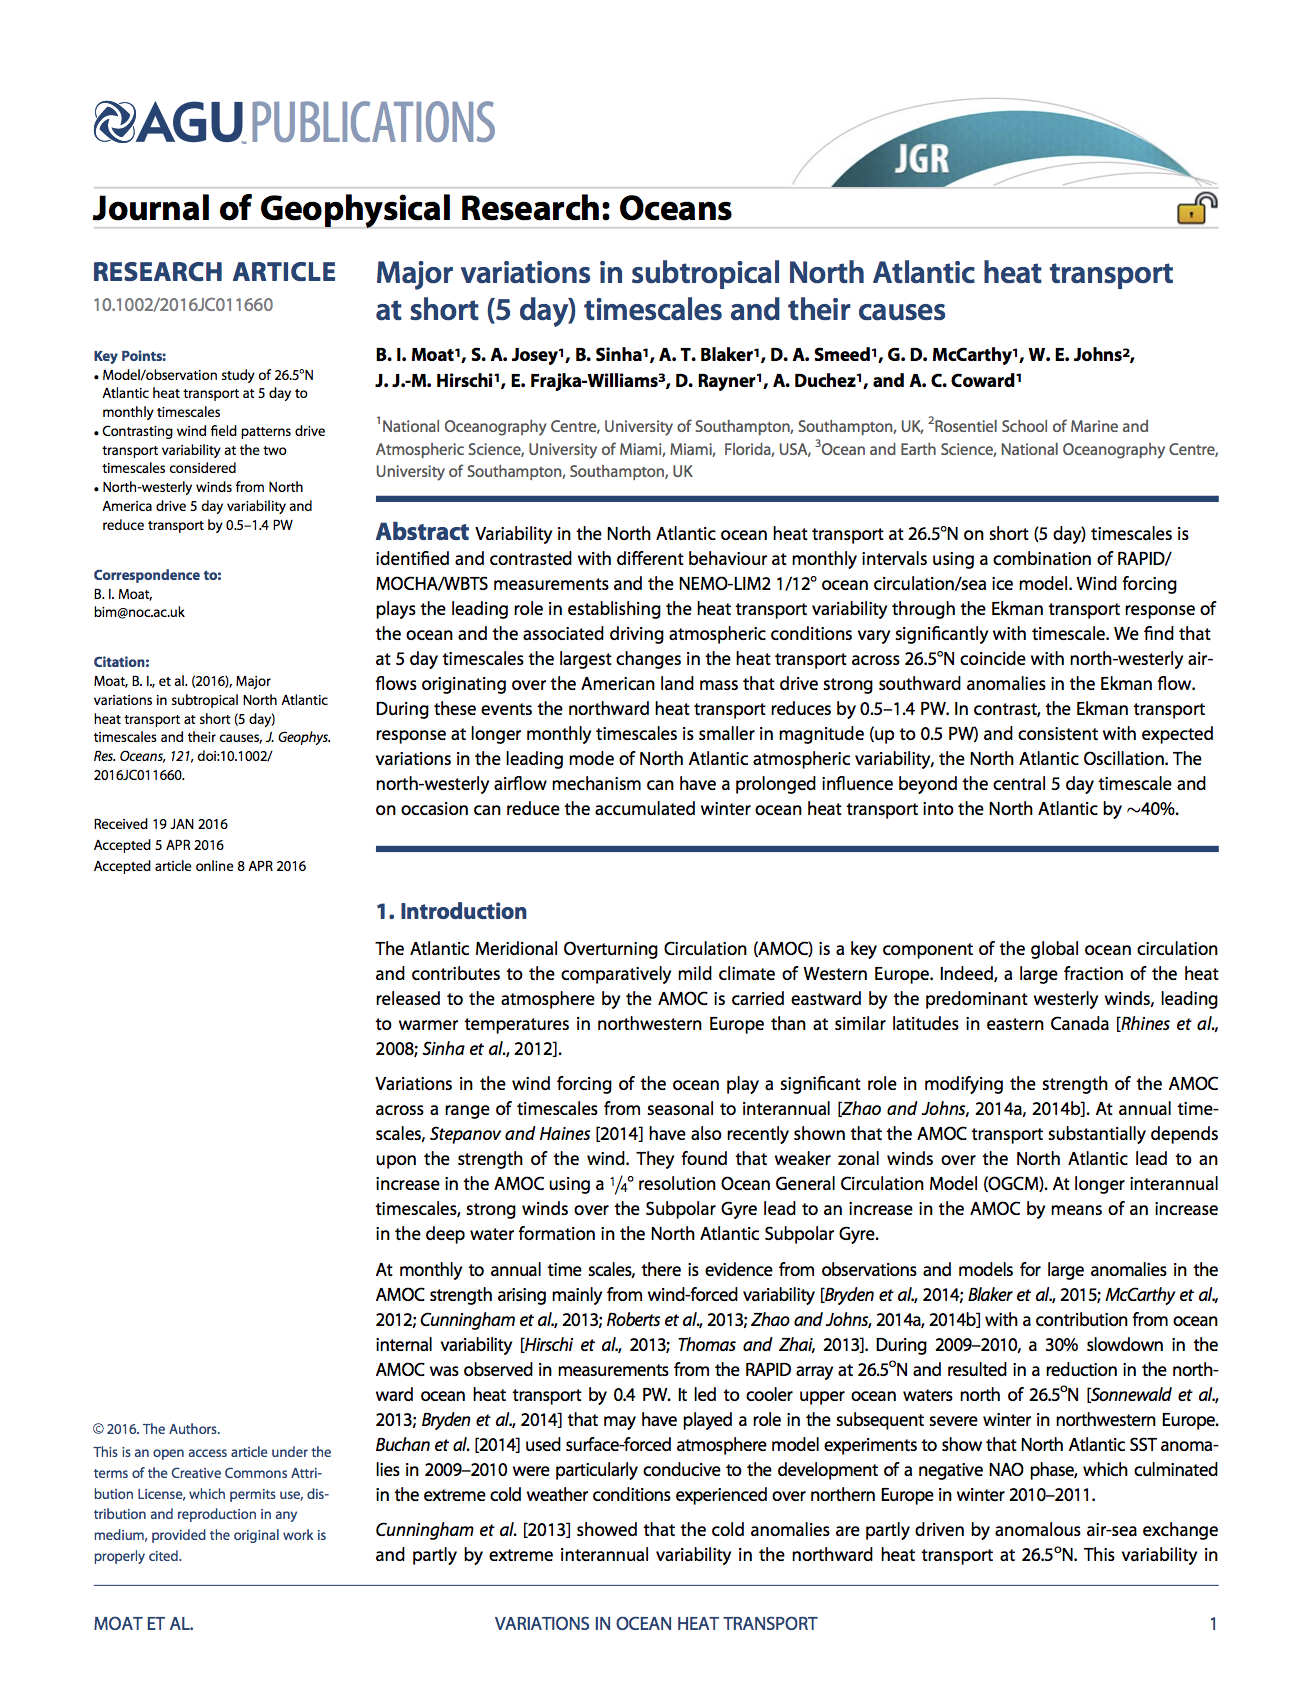 AGU PUBLICATIONS
JGR
Journal of Geophysical Research: Oceans
RESEARCH ARTICLE
10.1002/2016JC011660
Key Points:
• Model/observation study of 26.5°N
Atlantic heat transport at 5 day to
monthly timescales
• Contrasting wind field patterns drive
transport variability at the two
timescales considered
• North-westerly winds from North
America drive 5 day variability and
reduce transport by 0.5–1.4 PW
Correspondence to:
B. I. Moat,
bim@noc.ac.uk
Citation:
Moat, B. I., et al. (2016), Major
variations in subtropical North Atlantic
heat transport at short (5 day)
timescales and their causes, J. Geophys.
Res. Oceans, 121, doi:10.1002/
2016JC011660.
Received 19 JAN 2016
Accepted 5 APR 2016
Accepted article online 8 APR 2016
© 2016. The Authors.
This is an open access article under the
terms of the Creative Commons Attri-
bution License, which permits use, dis-
tribution and reproduction in any
medium, provided the original work is
properly cited.
Major variations in subtropical North Atlantic heat transport
at short (5 day) timescales and their causes
B. I. Moat¹, S. A. Josey¹, B. Sinha¹, A. T. Blaker¹, D. A. Smeed¹, G. D. McCarthy¹, W. E. Johns²,
J. J.-M. Hirschi¹, E. Frajka-Williams³, D. Rayner¹, A. Duchez¹, and A. C. Coward¹
¹National Oceanography Centre, University of Southampton, Southampton, UK, ²Rosentiel School of Marine and
Atmospheric Science, University of Miami, Miami, Florida, USA, ³Ocean and Earth Science, National Oceanography Centre,
University of Southampton, Southampton, UK
Abstract Variability in the North Atlantic ocean heat transport at 26.5°N on short (5 day) timescales is
identified and contrasted with different behaviour at monthly intervals using a combination of RAPID/
MOCHA/WBTS measurements and the NEMO-LIM2 1/12° ocean circulation/sea ice model. Wind forcing
plays the leading role in establishing the heat transport variability through the Ekman transport response of
the ocean and the associated driving atmospheric conditions vary significantly with timescale. We find that
at 5 day timescales the largest changes in the heat transport across 26.5°N coincide with north-westerly air-
flows originating over the American land mass that drive strong southward anomalies in the Ekman flow.
During these events the northward heat transport reduces by 0.5–1.4 PW. In contrast, the Ekman transport
response at longer monthly timescales is smaller in magnitude (up to 0.5 PW) and consistent with expected
variations in the leading mode of North Atlantic atmospheric variability, the North Atlantic Oscillation. The
north-westerly airflow mechanism can have a prolonged influence beyond the central 5 day timescale and
on occasion can reduce the accumulated winter ocean heat transport into the North Atlantic by ∼40%.
1. Introduction
The Atlantic Meridional Overturning Circulation (AMOC) is a key component of the global ocean circulation
and contributes to the comparatively mild climate of Western Europe. Indeed, a large fraction of the heat
released to the atmosphere by the AMOC is carried eastward by the predominant westerly winds, leading
to warmer temperatures in northwestern Europe than at similar latitudes in eastern Canada [Rhines et al.,
2008; Sinha et al., 2012].
Variations in the wind forcing of the ocean play a significant role in modifying the strength of the AMOC
across a range of timescales from seasonal to interannual [Zhao and Johns, 2014a, 2014b]. At annual time-
scales, Stepanov and Haines [2014] have also recently shown that the AMOC transport substantially depends
upon the strength of the wind. They found that weaker zonal winds over the North Atlantic lead to an
increase in the AMOC using a ¼° resolution Ocean General Circulation Model (OGCM). At longer interannual
timescales, strong winds over the Subpolar Gyre lead to an increase in the AMOC by means of an increase
in the deep water formation in the North Atlantic Subpolar Gyre.
At monthly to annual time scales, there is evidence from observations and models for large anomalies in the
AMOC strength arising mainly from wind-forced variability [Bryden et al., 2014; Blaker et al., 2015; McCarthy et al.,
2012; Cunningham et al., 2013; Roberts et al., 2013; Zhao and Johns, 2014a, 2014b] with a contribution from ocean
internal variability [Hirschi et al., 2013; Thomas and Zhai, 2013]. During 2009–2010, a 30% slowdown in the
AMOC was observed in measurements from the RAPID array at 26.5°N and resulted in a reduction in the north-
ward ocean heat transport by 0.4 PW. It led to cooler upper ocean waters north of 26.5°N [Sonnewald et al.,
2013; Bryden et al., 2014] that may have played a role in the subsequent severe winter in northwestern Europe.
Buchan et al. [2014] used surface-forced atmosphere model experiments to show that North Atlantic SST anoma-
lies in 2009–2010 were particularly conducive to the development of a negative NAO phase, which culminated
in the extreme cold weather conditions experienced over northern Europe in winter 2010–2011.
Cunningham et al. [2013] showed that the cold anomalies are partly driven by anomalous air-sea exchange
and partly by extreme interannual variability in the northward heat transport at 26.5°N. This variability in
MOAT ET AL.
VARIATIONS IN OCEAN HEAT TRANSPORT
1